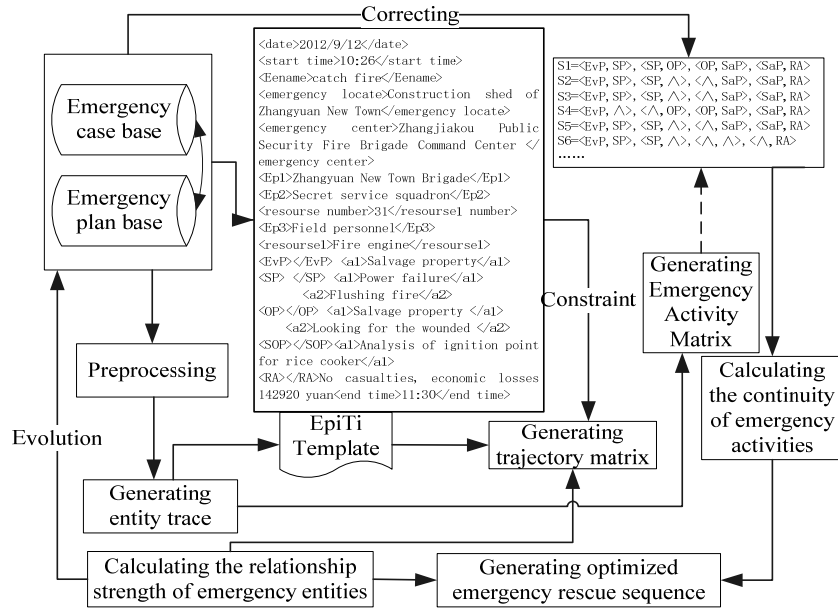 Correcting
Emergency
case base
Emergency
plan base
<date>2012/9/12</date>
<start time>10:26</start time>
<Eename>catch fire</Eename>
<emergency locate>Construction shed of
Zhangyuan New Town</emergency locate>
<emergency center>Zhangjiakou Public
Security Fire Brigade Command Center </
emergency center>
<Ep1>Zhangyuan New Town Brigade</Ep1>
<Ep2>Secret service squadron</Ep2>
<resourse number>31</resourse1 number>
<Ep3>Field personnel</Ep3>
<resourse1>Fire engine</resourse1>
<EvP></EvP> <a1>Salvage property</a1>
<SP> </SP> <a1>Power failure</a1>
<a2>Flushing fire</a2>
<OP></OP> <a1>Salvage property </a1>
<a2>Looking for the wounded </a2>
<SOP></SOP><a1>Analysis of ignition point
for rice cooker</a1>
<RA></RA>No casualties, economic losses
142920 yuan<end time>11:30</end time>
S1=<EvP, SP>, <SP, OP>, <OP, SaP>, <SaP, RA>
S2=<EvP, SP>, <SP, ∧>, <∧, SaP>, <SaP, RA>
S3=<EvP, SP>, <SP, ∧>, <∧, SaP>, <SaP, RA>
S4=<EvP, ∧>, <∧, OP>, <OP, SaP>, <SaP, RA>
S5=<EvP, SP>, <SP, ∧>, <∧, SaP>, <SaP, RA>
S6=<EvP, SP>, <SP, ∧>, <∧, ∧>, <∧, RA>
......
Constraint
Generating
Emergency
Activity
Matrix
Preprocessing
Calculating
the continuity
of emergency
activities
Evolution
EpiTi
Template
Generating
trajectory matrix
Generating
entity trace
Calculating the relationship
strength of emergency entities
Generating optimized
emergency rescue sequence